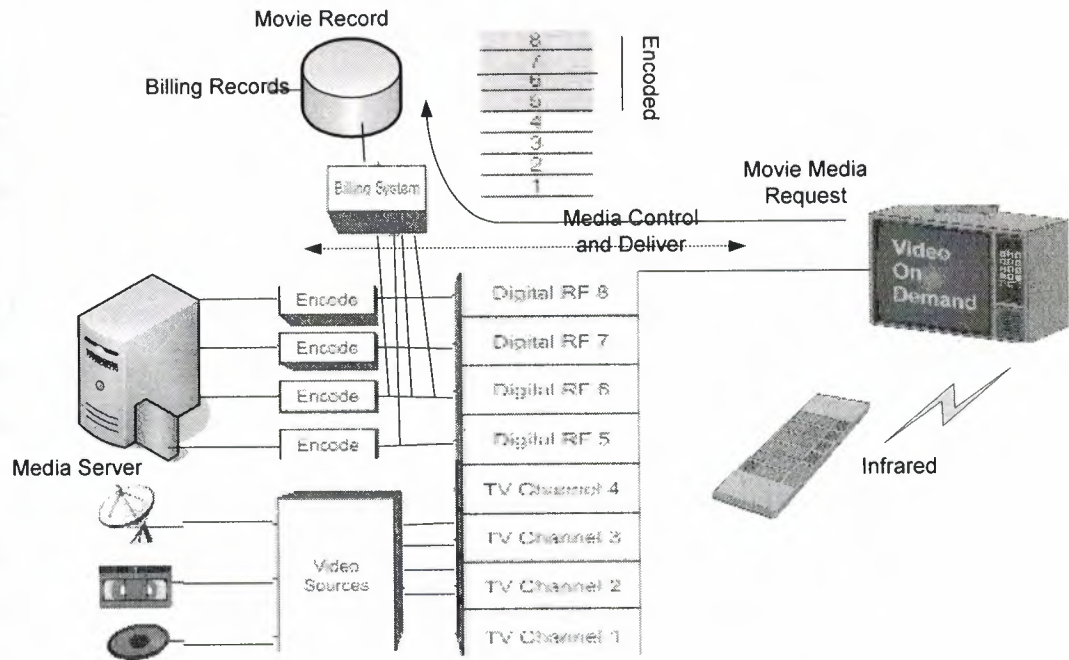 Movie Record
Billing Records
8
7
6
5
4
3
2
1
Encoded
Billing System
Movie Media
Request
Media Control
and Deliver
Video
On
Demand
Encode
Encode
Encode
Encode
Digital RF 8
Digital RF 7
Digital RF 6
Digital RF 5
TV Channel 4
TV Channel 3
TV Channel 2
TV Channel 1
Media Server
Infrared
Video
Sources